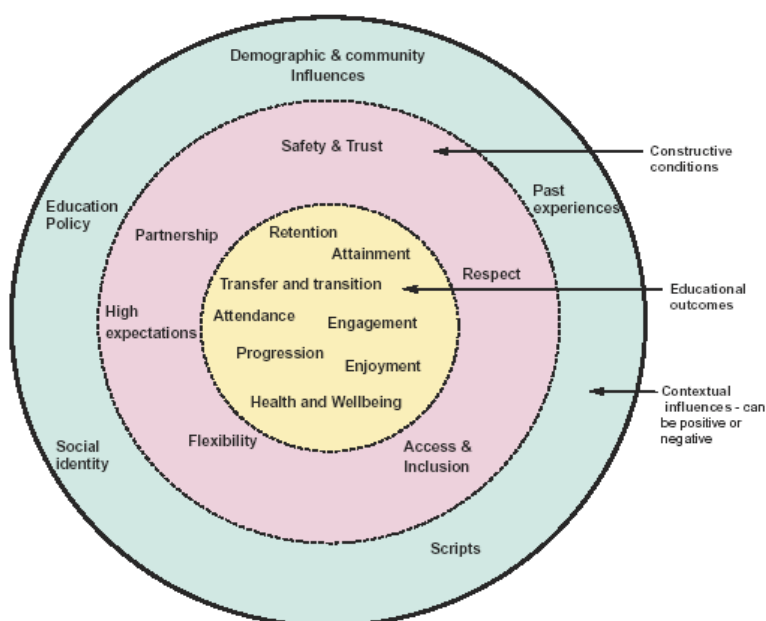 Demographic & community
Influences
Safety & Trust
Constructive
conditions
Education
Policy
Past
experiences
Partnership
Retention
Attainment
Respect
Transfer and transition
Educational
outcomes
High
expectations
Attendance
Engagement
Progression
Enjoyment
Health and Wellbeing
Contextual
influences - can
be positive or
negative
Social
identity
Flexibility
Access &
Inclusion
Scripts